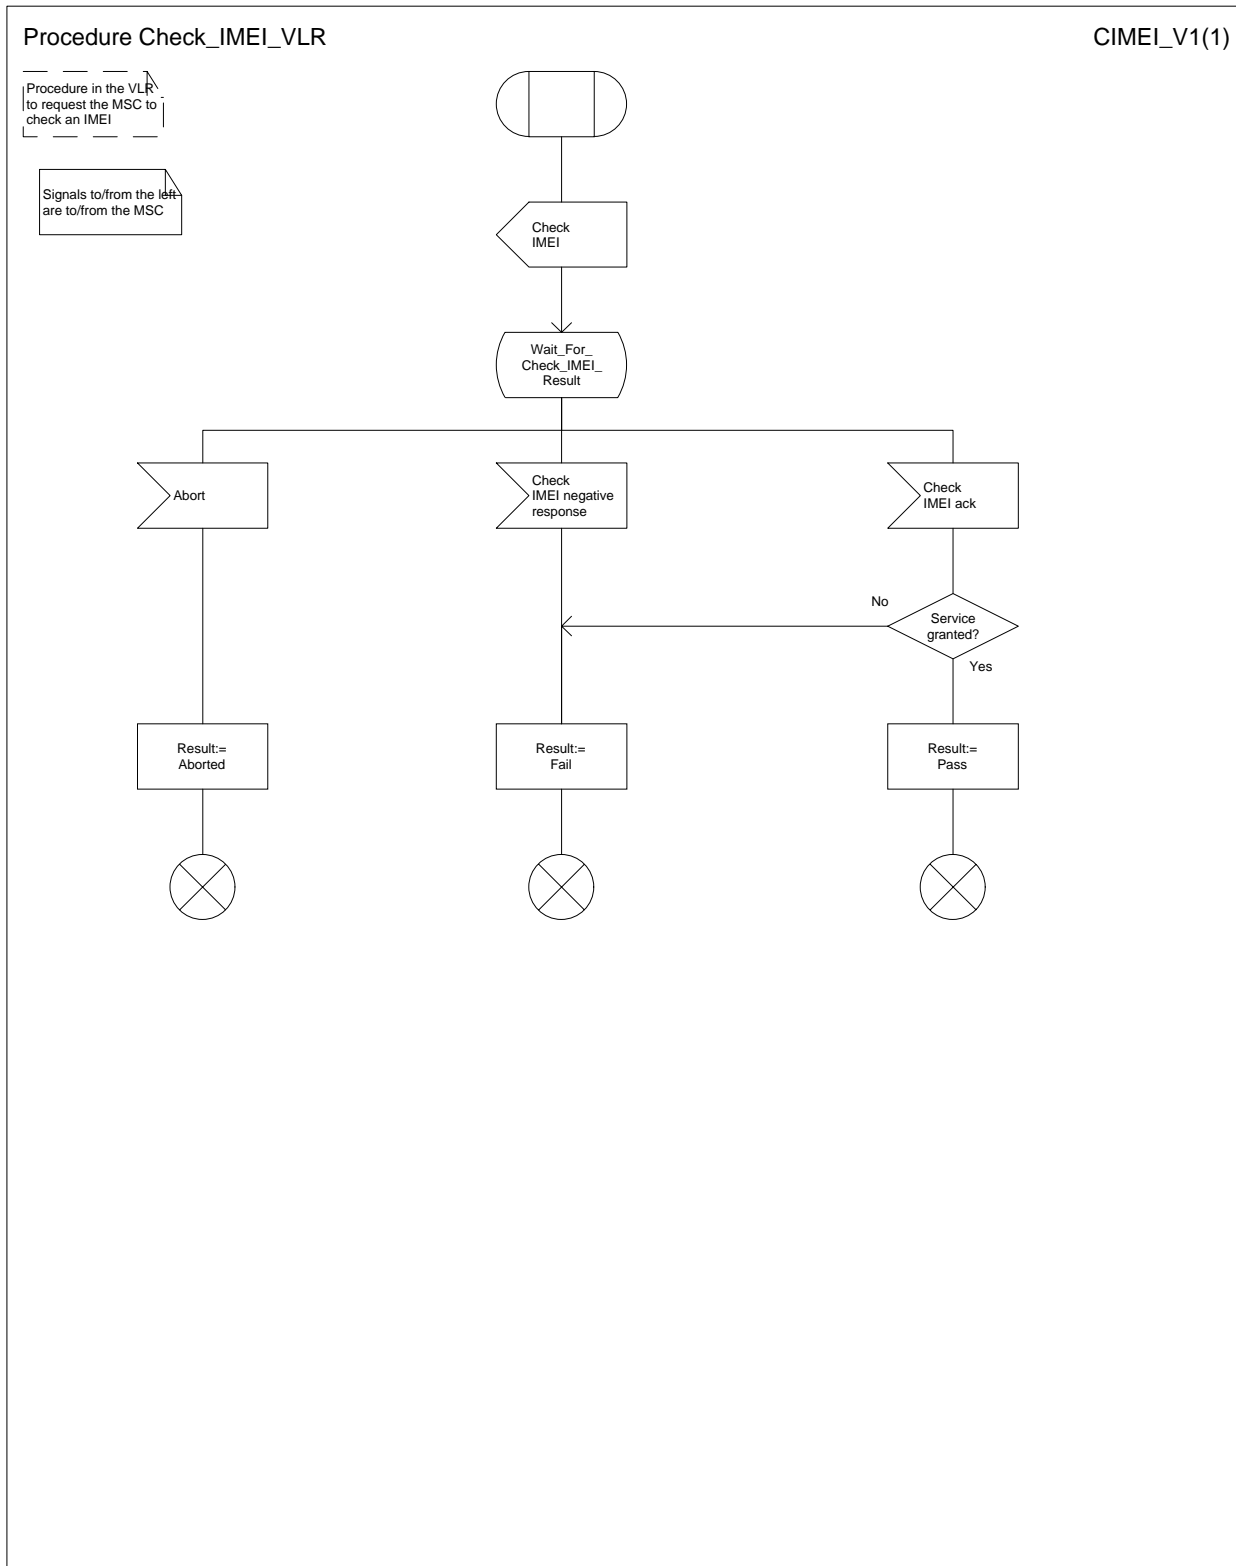 Procedure Check_IMEI_VLR
CIMEI_V1(1)
Procedure in the VLR
to request the MSC to
check an IMEI
Signals to/from the left
are to/from the MSC
Check
IMEI
Wait_For_
Check_IMEI_
Result
Abort
Check
IMEI negative
response
Check
IMEI ack
No
Service
granted?
Yes
Result:=
Aborted
Result:=
Fail
Result:=
Pass